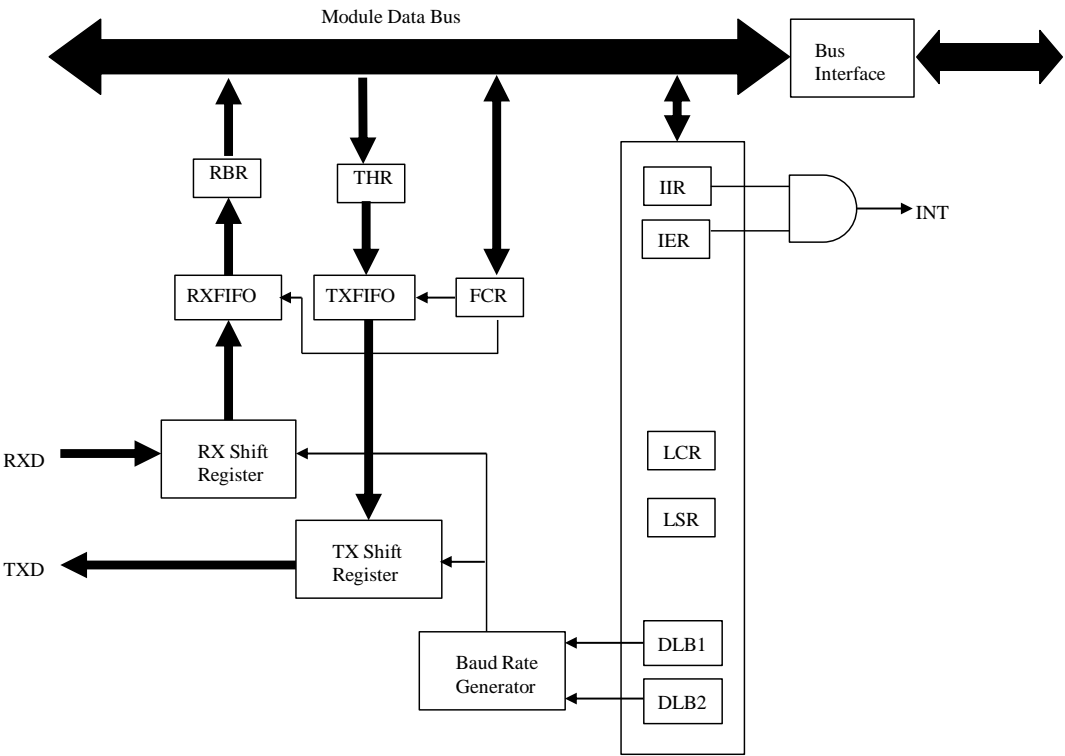 Module Data Bus
Bus
Interface
RBR
THR
IIR
INT
IER
RXFIFO
TXFIFO
FCR
RXD
RX Shift
Register
LCR
LSR
TXD
TX Shift
Register
Baud Rate
Generator
DLB1
DLB2